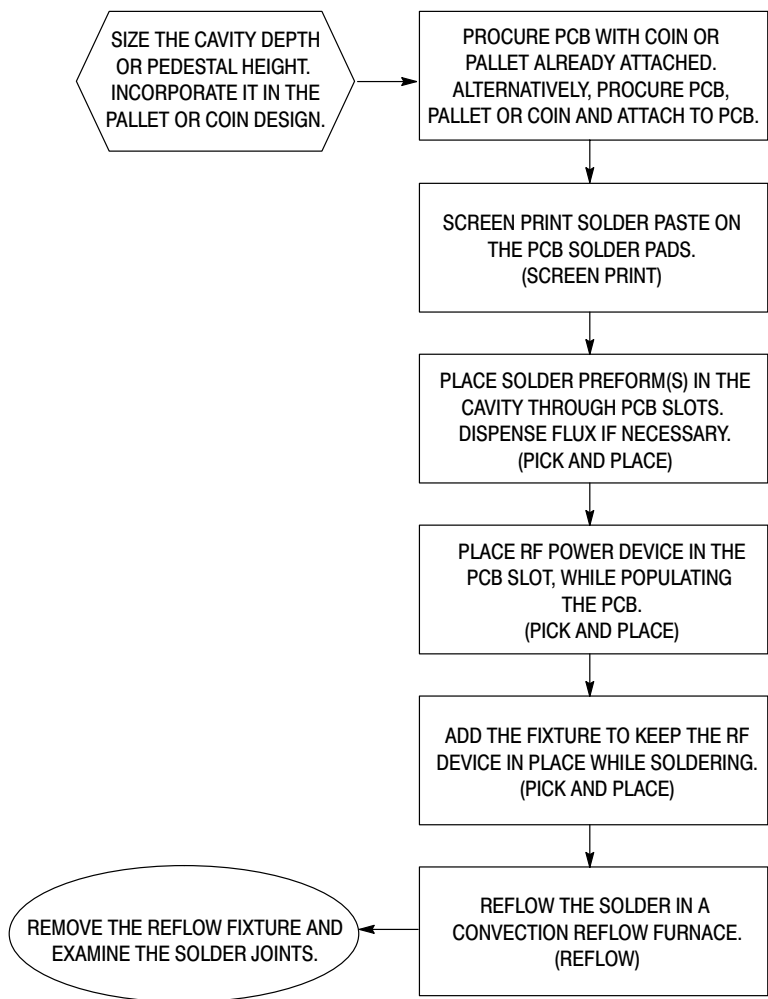 SIZE THE CAVITY DEPTH
OR PEDESTAL HEIGHT.
INCORPORATE IT IN THE
PALLET OR COIN DESIGN.
PROCURE PCB WITH COIN OR
PALLET ALREADY ATTACHED.
ALTERNATIVELY, PROCURE PCB,
PALLET OR COIN AND ATTACH TO PCB.
SCREEN PRINT SOLDER PASTE ON
THE PCB SOLDER PADS.
(SCREEN PRINT)
PLACE SOLDER PREFORM(S) IN THE
CAVITY THROUGH PCB SLOTS.
DISPENSE FLUX IF NECESSARY.
(PICK AND PLACE)
PLACE RF POWER DEVICE IN THE
PCB SLOT, WHILE POPULATING
THE PCB.
(PICK AND PLACE)
ADD THE FIXTURE TO KEEP THE RF
DEVICE IN PLACE WHILE SOLDERING.
(PICK AND PLACE)
REFLOW THE SOLDER IN A
CONVECTION REFLOW FURNACE.
(REFLOW)
REMOVE THE REFLOW FIXTURE AND
EXAMINE THE SOLDER JOINTS.